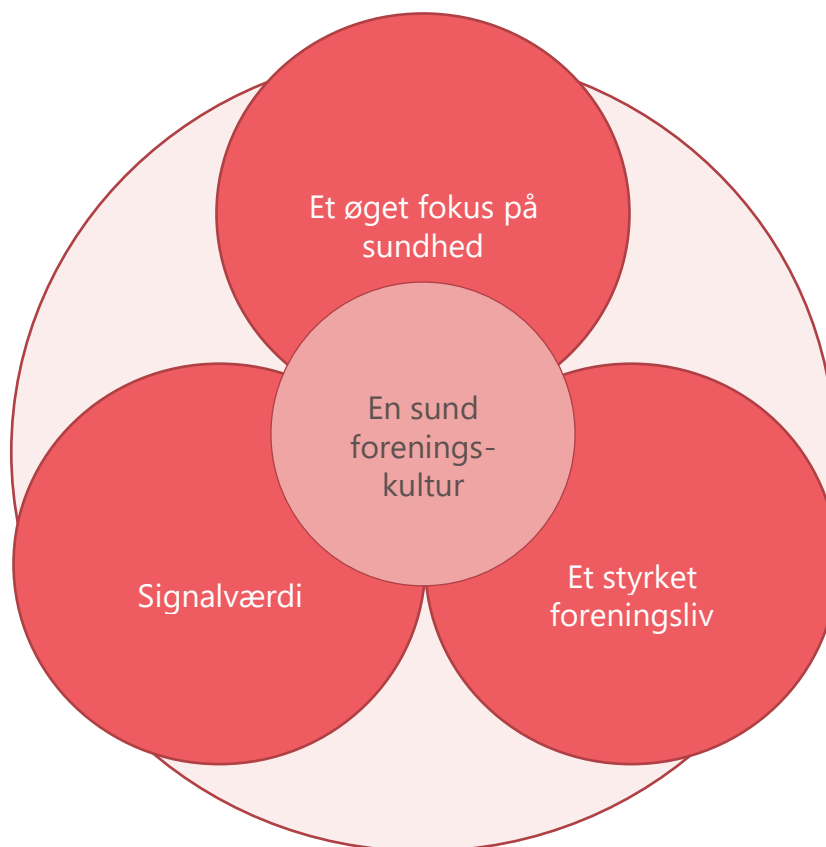 Et øget fokus på
sundhed
En sund
forenings-
kultur
Signalværdi
Et styrket
foreningsliv